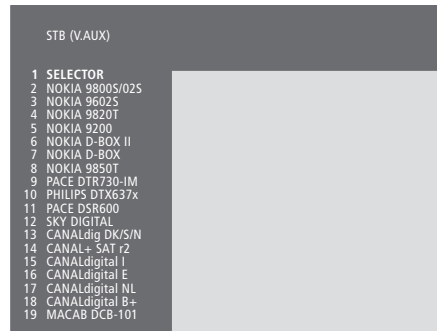 STB (V.AUX)
1 SELECTOR
2 NOKIA 9800S/02S
3 NOKIA 9602S
4 NOKIA 9820T
5 NOKIA 9200
6 NOKIA D-BOX II
7 NOKIA D-BOX
8 NOKIA 9850T
9 PACE DTR730-IM
10 PHILIPS DTX637x
11 PACE DSR600
12 SKY DIGITAL
13 CANALdig DK/S/N
14 CANAL+ SAT r2
15 CANALdigital I
16 CANALdigital E
17 CANALdigital NL
18 CANALdigital B+
19 MACAB DCB-101